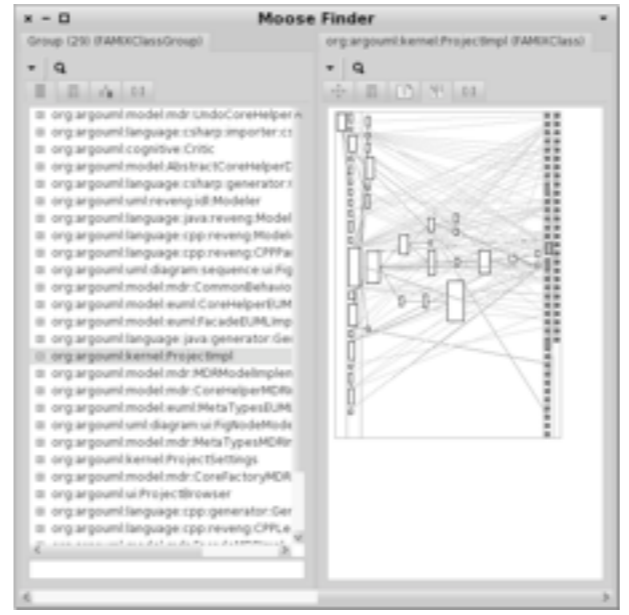 Moose Finder
Group (29) (FAMIXClassGroup)
org:argouml:kernel:ProjectImpl (FAMIXClass)
org:argouml:model:mdr:UndoCoreHelper
org:argouml:language:csharp:importer:cs
org:argouml:cognitive:Critic
org:argouml:model:AbstractCoreHelperD
org:argouml:language:csharp:generator:
org:argouml:uml:reveng:idl:Modeler
org:argouml:language:java:reveng:Model
org:argouml:language:cpp:reveng:Model
org:argouml:language:cpp:reveng:CPPPa
org:argouml:uml:diagram:sequence:ui:Fig
org:argouml:model:mdr:CommonBehavio
org:argouml:model:euml:CoreHelperEUM
org:argouml:model:euml:FacadeEUMLImp
org:argouml:language:java:generator:Ge
org:argouml:kernel:ProjectImpl
org:argouml:model:mdr:MDRModelImplem
org:argouml:model:mdr:CoreHelperMDR
org:argouml:model:euml:MetaTypesEUML
org:argouml:uml:diagram:ui:FigNodeMode
org:argouml:model:mdr:MetaTypesMDRI
org:argouml:kernel:ProjectSettings
org:argouml:model:mdr:CoreFactoryMDR
org:argouml:ui:ProjectBrowser
org:argouml:language:cpp:generator:Ger
org:argouml:language:cpp:reveng:CPPLe